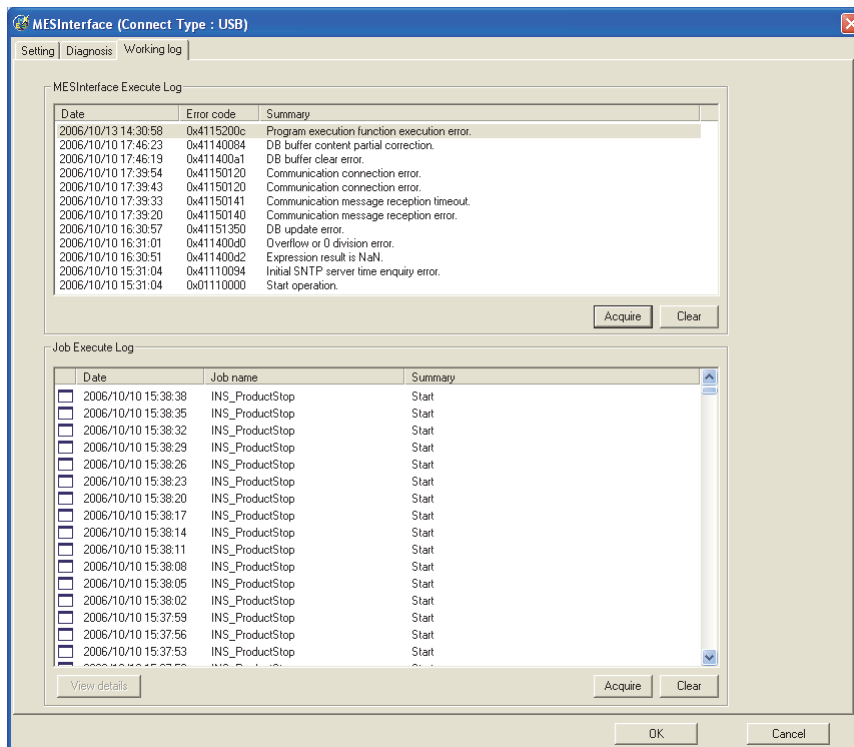 MESInterface (Connect Type : USB)
Setting Diagnosis Working log
MESInterface Execute Log
Date Error code Summary
2006/10/13 14:30:58 0x4115200c Program execution function execution error.
2006/10/10 17:46:23 0x41140084 DB buffer content partial correction.
2006/10/10 17:46:19 0x411400a1 DB buffer clear error.
2006/10/10 17:39:54 0x41150120 Communication connection error.
2006/10/10 17:39:43 0x41150120 Communication connection error.
2006/10/10 17:39:33 0x41150141 Communication message reception timeout.
2006/10/10 17:39:20 0x41150140 Communication message reception error.
2006/10/10 16:30:57 0x41151350 DB update error.
2006/10/10 16:31:01 0x411400d0 Overflow or 0 division error.
2006/10/10 16:30:51 0x411400d2 Expression result is NaN.
2006/10/10 15:31:04 0x41110094 Initial SNTP server time enquiry error.
2006/10/10 15:31:04 0x01110000 Start operation.
Acquire Clear
Job Execute Log
Date Job name Summary
2006/10/10 15:38:38 INS_ProductStop Start
2006/10/10 15:38:35 INS_ProductStop Start
2006/10/10 15:38:32 INS_ProductStop Start
2006/10/10 15:38:29 INS_ProductStop Start
2006/10/10 15:38:26 INS_ProductStop Start
2006/10/10 15:38:23 INS_ProductStop Start
2006/10/10 15:38:20 INS_ProductStop Start
2006/10/10 15:38:17 INS_ProductStop Start
2006/10/10 15:38:14 INS_ProductStop Start
2006/10/10 15:38:11 INS_ProductStop Start
2006/10/10 15:38:08 INS_ProductStop Start
2006/10/10 15:38:05 INS_ProductStop Start
2006/10/10 15:38:02 INS_ProductStop Start
2006/10/10 15:37:59 INS_ProductStop Start
2006/10/10 15:37:56 INS_ProductStop Start
2006/10/10 15:37:53 INS_ProductStop Start
View details Acquire Clear
OK Cancel